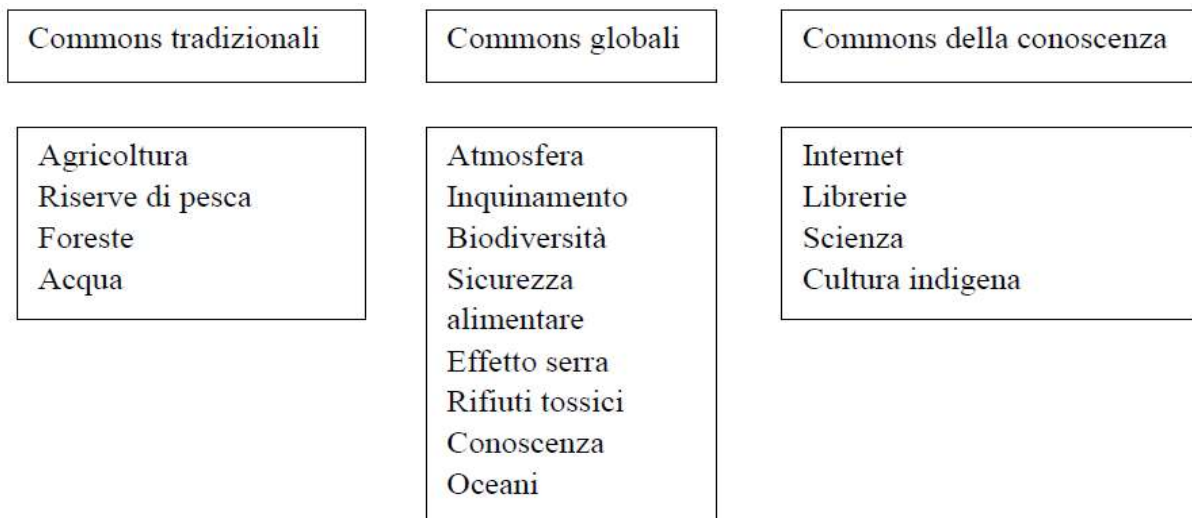 Commons tradizionali
Commons globali
Commons della conoscenza
Agricoltura
Riserve di pesca
Foreste
Acqua
Atmosfera
Inquinamento
Biodiversità
Sicurezza
alimentare
Effetto serra
Rifiuti tossici
Conoscenza
Oceani
Internet
Librerie
Scienza
Cultura indigena